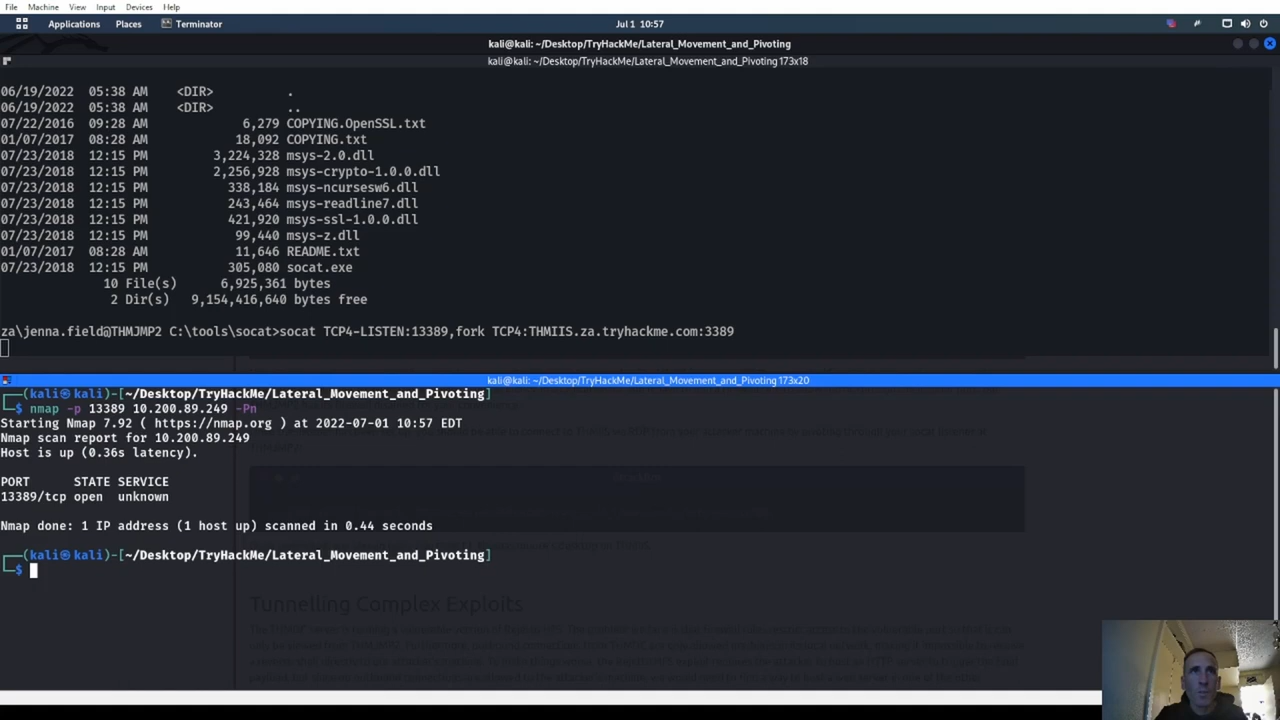 File Machine View Input Devices Help
Applications Places Terminator Jul 1 10:57
kali@kali: ~/Desktop/TryHackMe/Lateral_Movement_and_Pivoting
kali@kali: ~/Desktop/TryHackMe/Lateral_Movement_and_Pivoting 173x18
06/19/2022 05:38 AM <DIR> .
06/19/2022 05:38 AM <DIR> ..
07/22/2016 09:28 AM 6,279 COPYING.OpenSSL.txt
01/07/2017 08:28 AM 18,092 COPYING.txt
07/23/2018 12:15 PM 3,224,328 msys-2.0.dll
07/23/2018 12:15 PM 2,256,928 msys-crypto-1.0.0.dll
07/23/2018 12:15 PM 338,184 msys-ncursesw6.dll
07/23/2018 12:15 PM 243,464 msys-readline7.dll
07/23/2018 12:15 PM 421,920 msys-ssl-1.0.0.dll
07/23/2018 12:15 PM 99,440 msys-z.dll
01/07/2017 08:28 AM 11,646 README.txt
07/23/2018 12:15 PM 305,080 socat.exe
10 File(s) 6,925,361 bytes
2 Dir(s) 9,154,416,640 bytes free
za\jenna.field@THMJMP2 C:\tools\socat>socat TCP4-LISTEN:13389,fork TCP4:THMIIS.za.tryhackme.com:3389
kali@kali: ~/Desktop/TryHackMe/Lateral_Movement_and_Pivoting 173x20
┌──(kali㉿kali)-[~/Desktop/TryHackMe/Lateral_Movement_and_Pivoting]
└─$ nmap -p 13389 10.200.89.249 -Pn
Starting Nmap 7.92 ( https://nmap.org ) at 2022-07-01 10:57 EDT
Nmap scan report for 10.200.89.249
Host is up (0.36s latency).
PORT STATE SERVICE
13389/tcp open unknown
Nmap done: 1 IP address (1 host up) scanned in 0.44 seconds
┌──(kali㉿kali)-[~/Desktop/TryHackMe/Lateral_Movement_and_Pivoting]
└─$
Tunnelling Complex Exploits